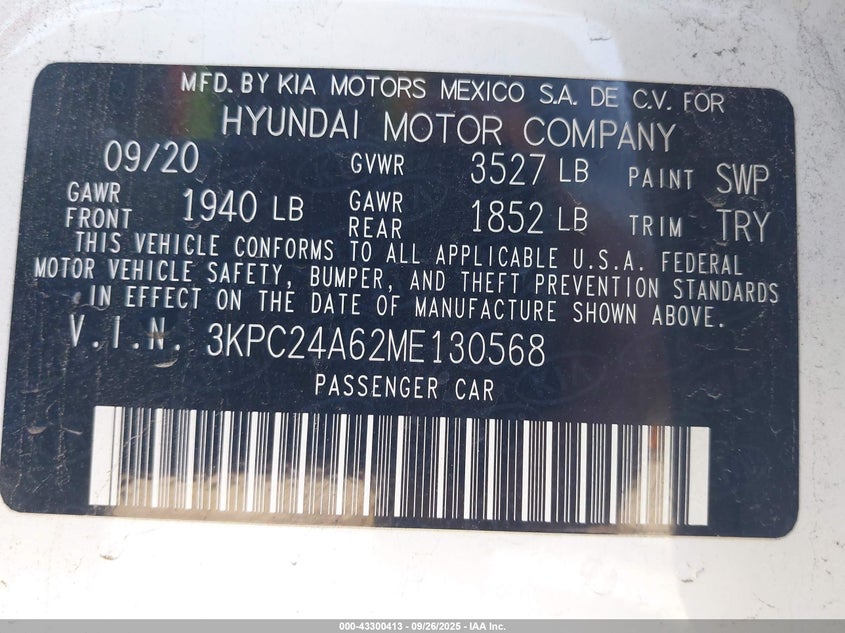 MFD. BY KIA MOTORS MEXICO S.A. DE C.V. FOR
HYUNDAI MOTOR COMPANY
09/20 GVWR 3527 LB PAINT SWP
GAWR FRONT 1940 LB GAWR REAR 1852 LB TRIM TRY
THIS VEHICLE CONFORMS TO ALL APPLICABLE U.S.A. FEDERAL
MOTOR VEHICLE SAFETY, BUMPER, AND THEFT PREVENTION STANDARDS
IN EFFECT ON THE DATE OF MANUFACTURE SHOWN ABOVE.
V.I.N. 3KPC24A62ME130568
PASSENGER CAR
000-43300413 - 09/26/2025 - IAA Inc.